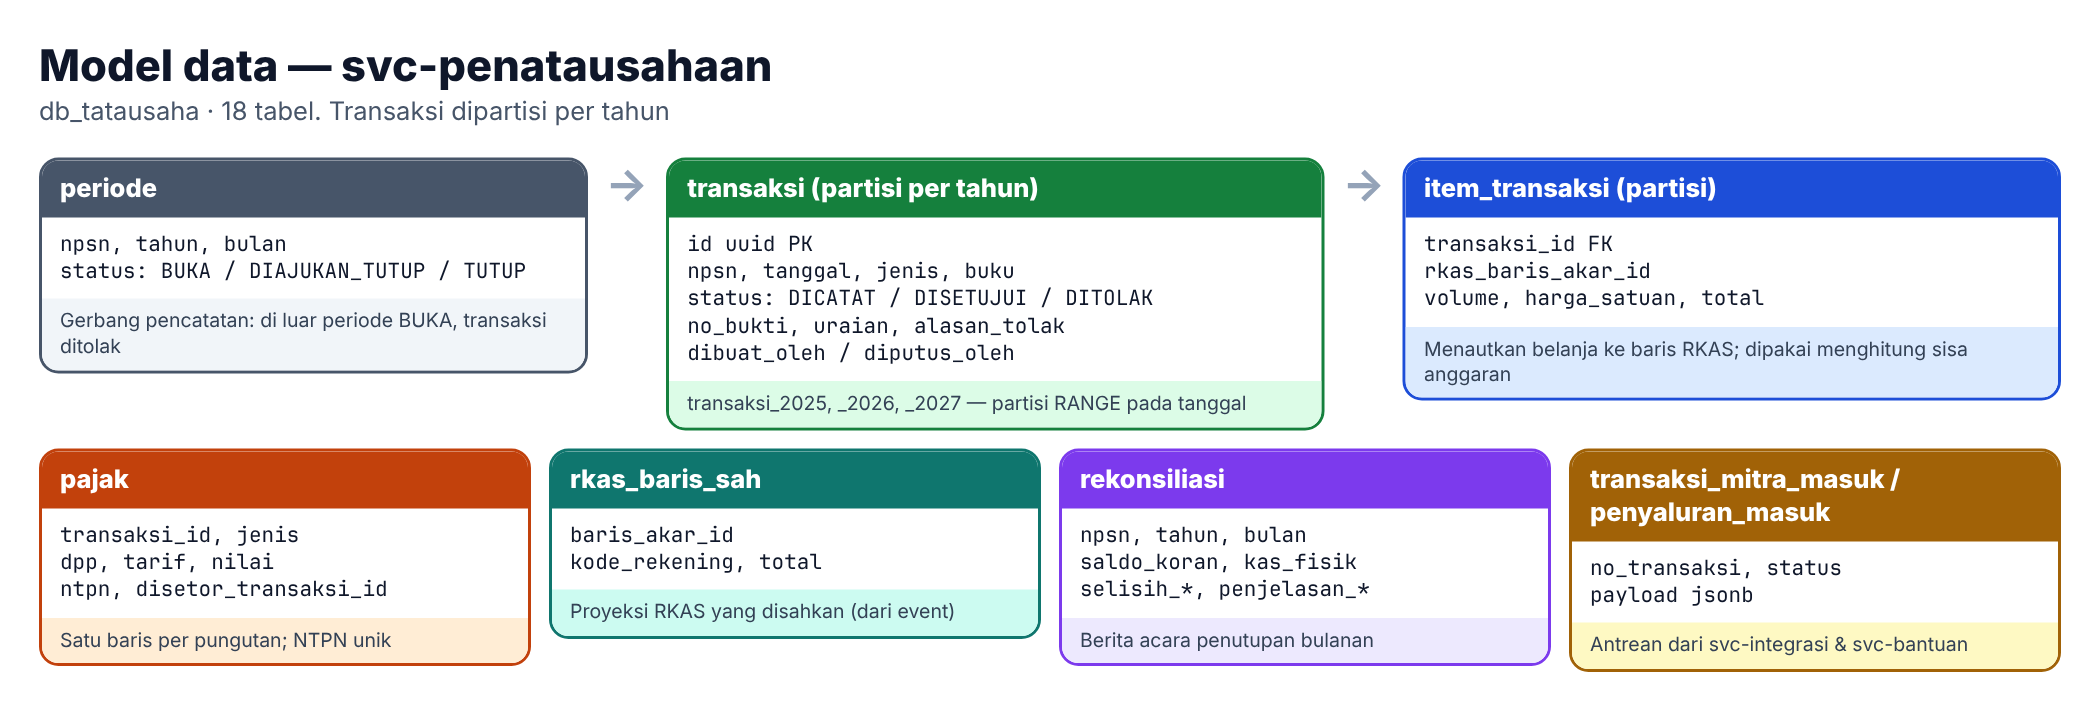 Model data — svc-penatausahaan
db_tatausaha · 18 tabel. Transaksi dipartisi per tahun
periode
npsn, tahun, bulan
status: BUKA / DIAJUKAN_TUTUP / TUTUP
Gerbang pencatatan: di luar periode BUKA, transaksi
ditolak
→
transaksi (partisi per tahun)
id uuid PK
npsn, tanggal, jenis, buku
status: DICATAT / DISETUJUI / DITOLAK
no_bukti, uraian, alasan_tolak
dibuat_oleh / diputus_oleh
transaksi_2025, _2026, _2027 — partisi RANGE pada tanggal
→
item_transaksi (partisi)
transaksi_id FK
rkas_baris_akar_id
volume, harga_satuan, total
Menautkan belanja ke baris RKAS; dipakai menghitung sisa
anggaran
pajak
transaksi_id, jenis
dpp, tarif, nilai
ntpn, disetor_transaksi_id
Satu baris per pungutan; NTPN unik
rkas_baris_sah
baris_akar_id
kode_rekening, total
Proyeksi RKAS yang disahkan (dari event)
rekonsiliasi
npsn, tahun, bulan
saldo_koran, kas_fisik
selisih_*, penjelasan_*
Berita acara penutupan bulanan
transaksi_mitra_masuk /
penyaluran_masuk
no_transaksi, status
payload jsonb
Antrean dari svc-integrasi & svc-bantuan